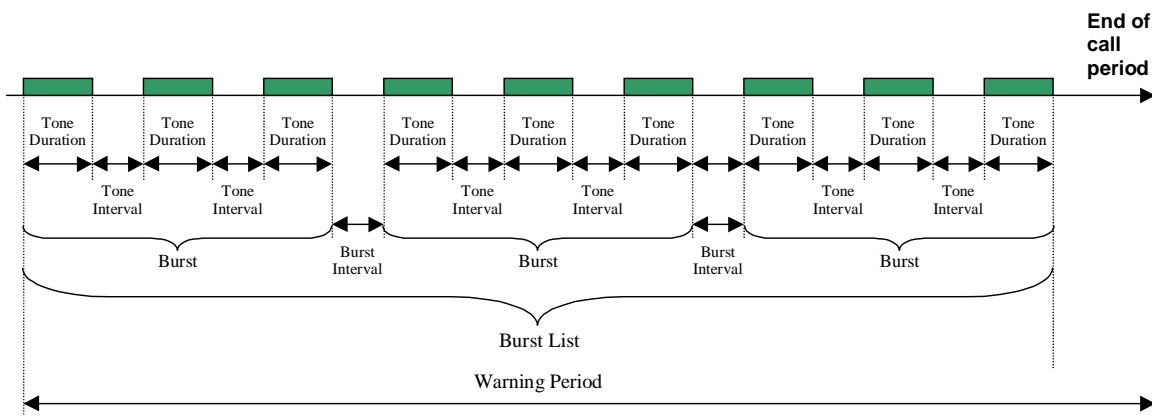 End of
call
period
Tone
Duration
Tone
Duration
Tone
Duration
Tone
Duration
Tone
Duration
Tone
Duration
Tone
Duration
Tone
Duration
Tone
Duration
Tone
Interval
Tone
Interval
Tone
Interval
Tone
Interval
Tone
Interval
Tone
Interval
Burst
Burst
Interval
Burst
Burst
Interval
Burst
Burst List
Warning Period